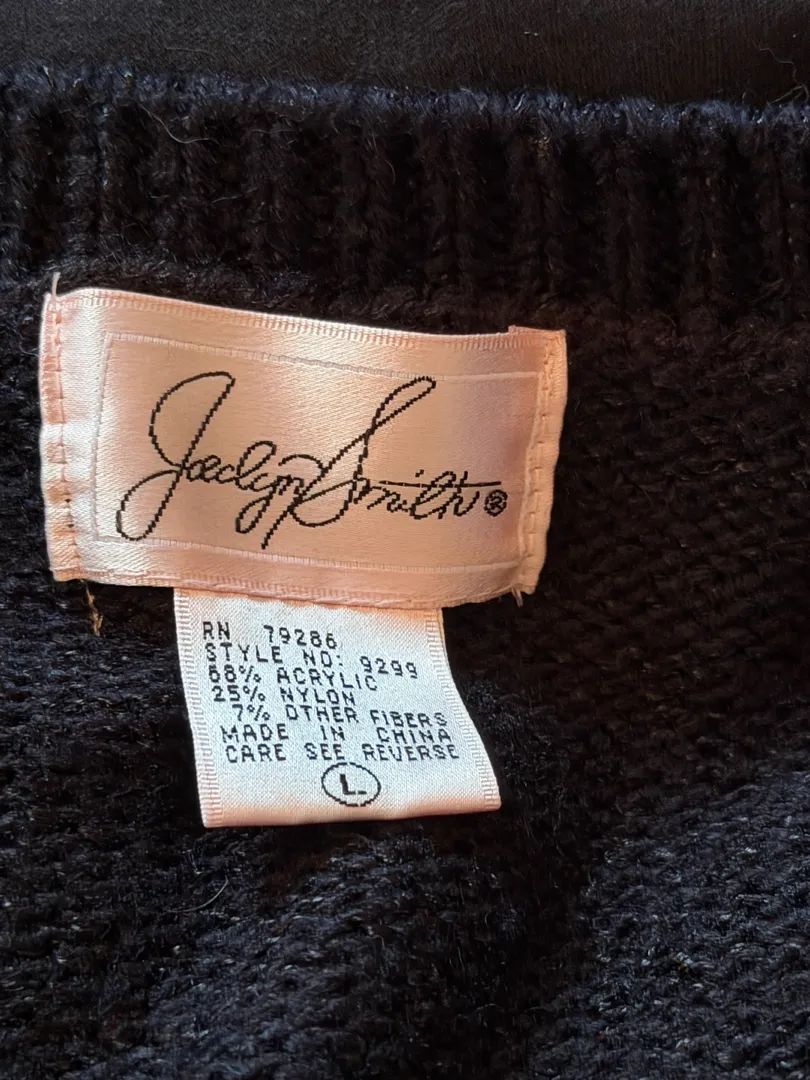 Jaclyn Smith®
RN 79286
STYLE NO: 9299
68% ACRYLIC
25% NYLON
7% OTHER FIBERS
MADE IN CHINA
CARE SEE REVERSE
L